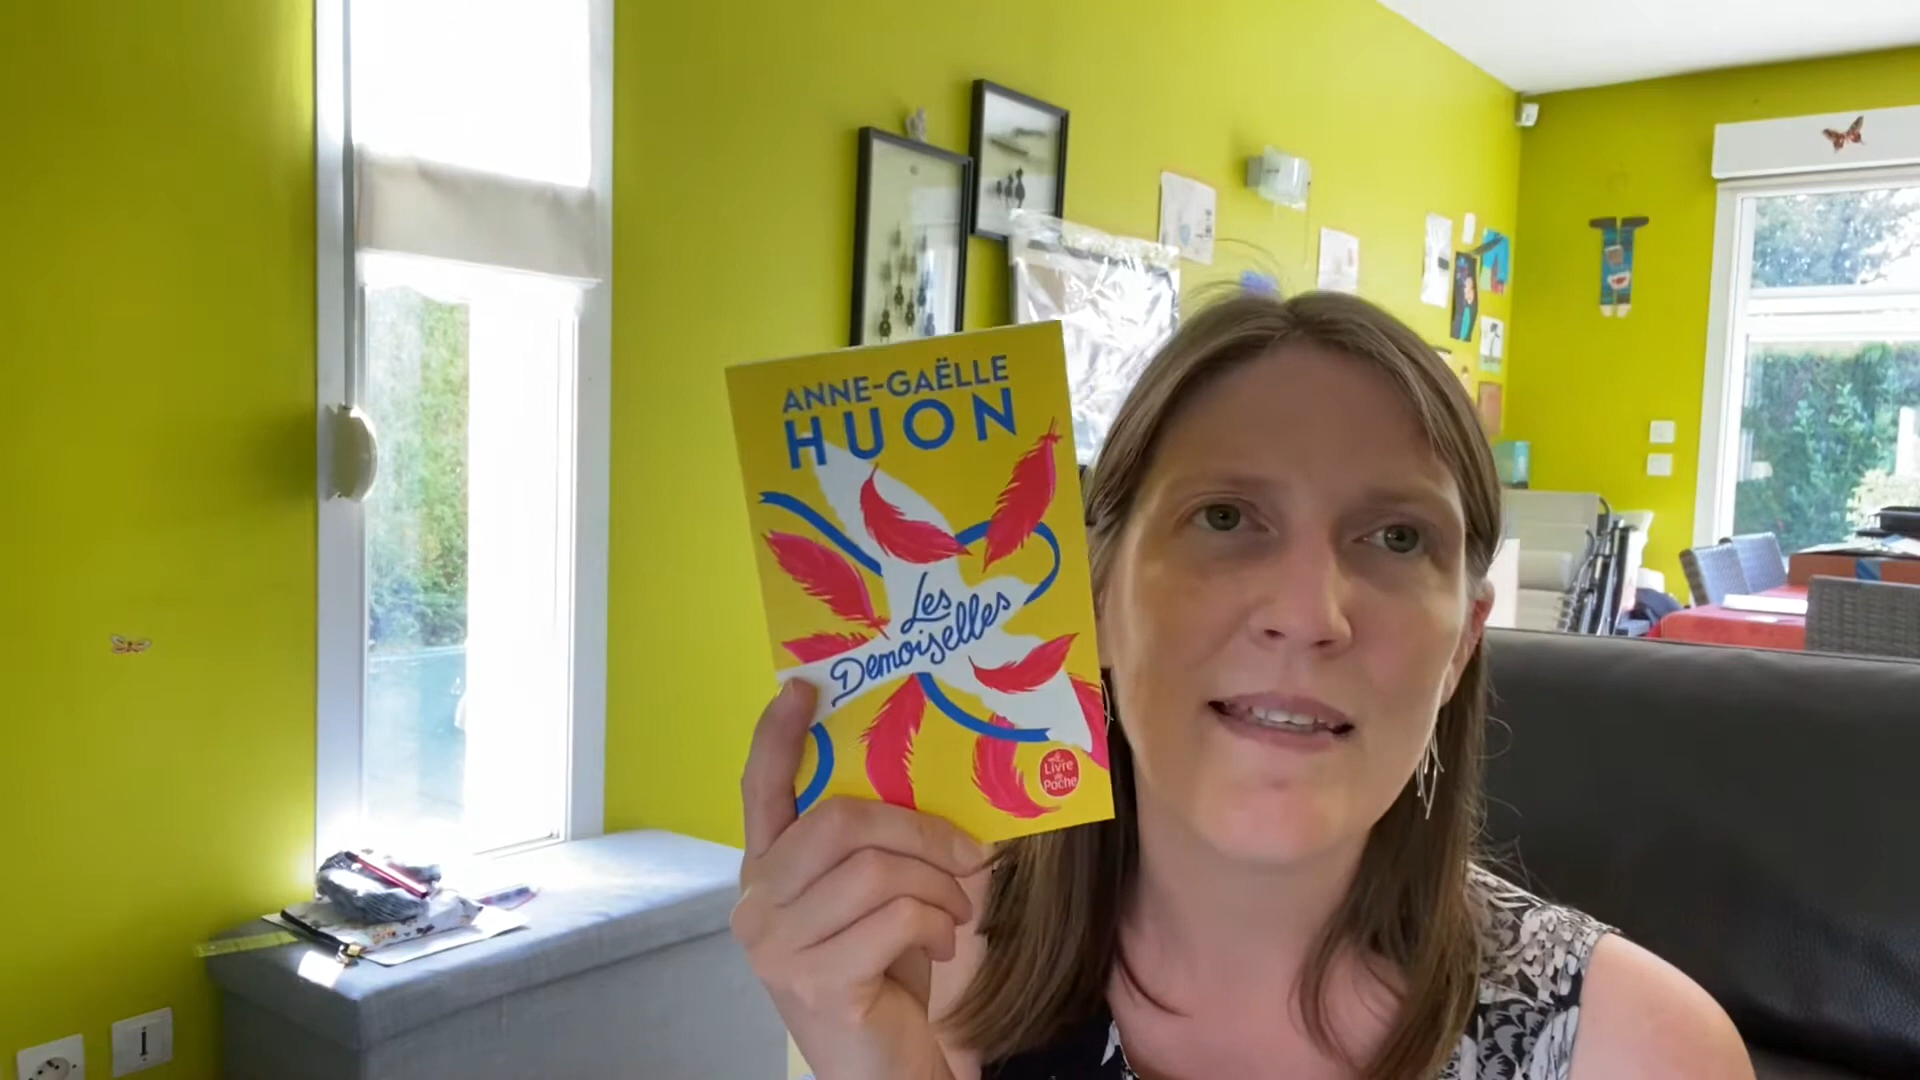 ANNE-GAËLLE
HUON
Les
Demoiselles
Le
Livre
de
Poche